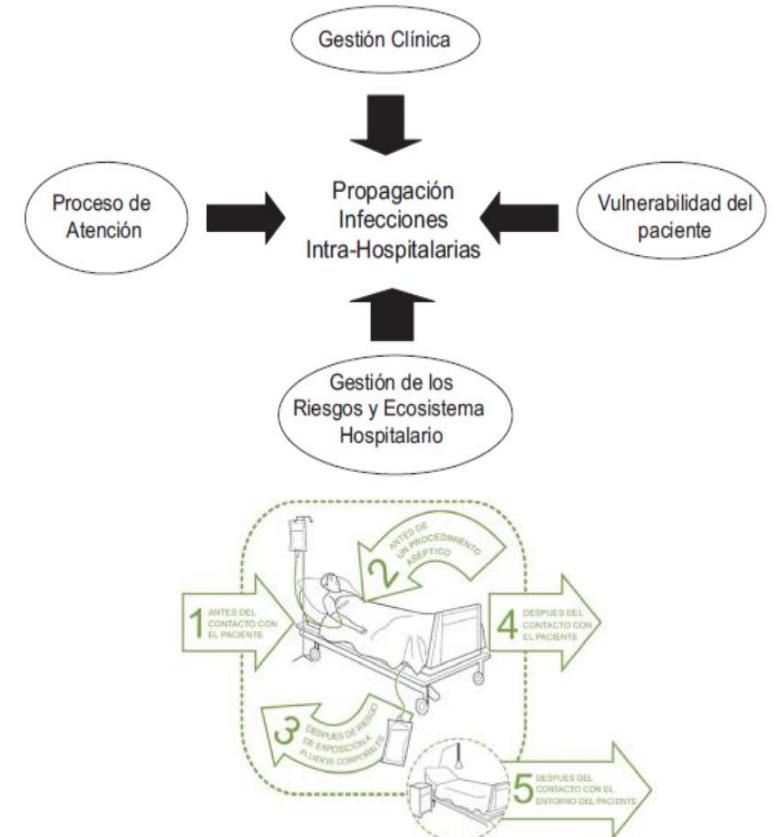 Gestión Clínica
Proceso de
Atención
Propagación
Infecciones
Intra-Hospitalarias
Vulnerabilidad del
paciente
Gestión de los
Riesgos y Ecosistema
Hospitalario
1 ANTES DEL
CONTACTO CON
EL PACIENTE
2 ANTES DE
UN PROCEDIMIENTO
ASÉPTICO
3 DESPUES DE RIESGO
DE EXPOSICION A
FLUIDOS CORPORALES
4 DESPUES DEL
CONTACTO CON
EL PACIENTE
5 DESPUES DEL
CONTACTO CON EL
ENTORNO DEL PACIENTE